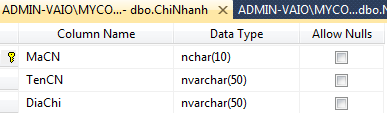 ADMIN-VAIO\MYCO...- dbo.ChiNhanh ADMIN-VAIO\MYCO...dbo.N
Column Name Data Type Allow Nulls
MaCN nchar(10)
TenCN nvarchar(50)
DiaChi nvarchar(50)